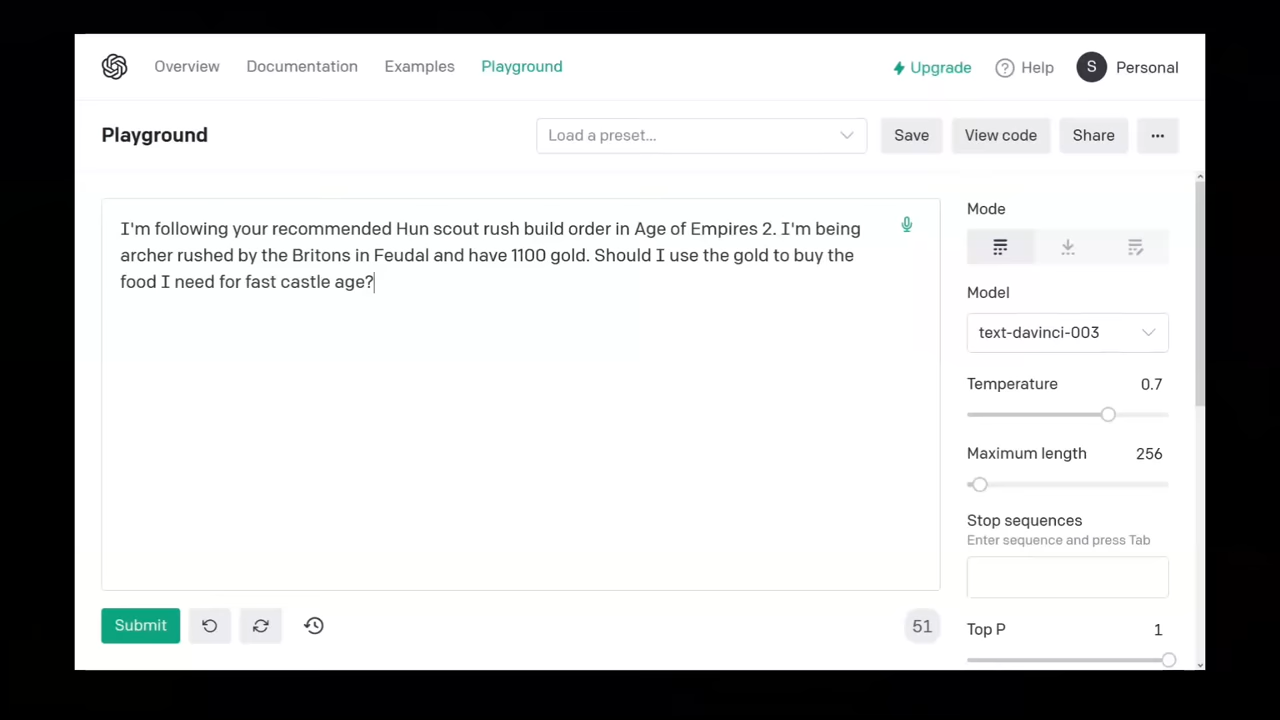 Overview Documentation Examples Playground Upgrade Help S Personal
Playground Load a preset... Save View code Share ...
I'm following your recommended Hun scout rush build order in Age of Empires 2. I'm being
archer rushed by the Britons in Feudal and have 1100 gold. Should I use the gold to buy the
food I need for fast castle age?
Mode
Model
text-davinci-003
Temperature 0.7
Maximum length 256
Stop sequences
Enter sequence and press Tab
Top P 1
Submit 51